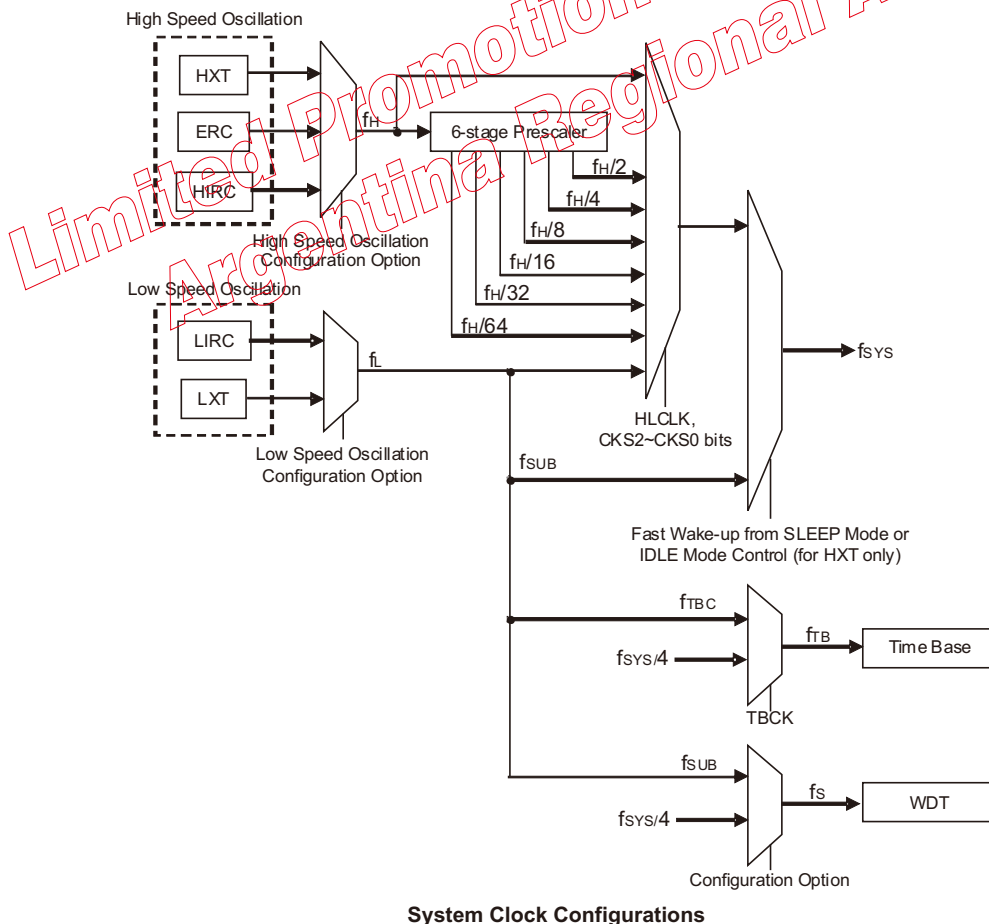 High Speed Oscillation
HXT
ERC
HIRC
fH
6-stage Prescaler
fH/2
fH/4
fH/8
fH/16
fH/32
fH/64
High Speed Oscillation
Configuration Option
Low Speed Oscillation
LIRC
LXT
fL
Low Speed Oscillation
Configuration Option
HLCLK,
CKS2~CKS0 bits
fSYS
fSUB
Fast Wake-up from SLEEP Mode or
IDLE Mode Control (for HXT only)
fTBC
fSYS/4
fTB
Time Base
TBCK
fSUB
fSYS/4
fS
WDT
Configuration Option
System Clock Configurations
Limited Promotion
Argentina Regional